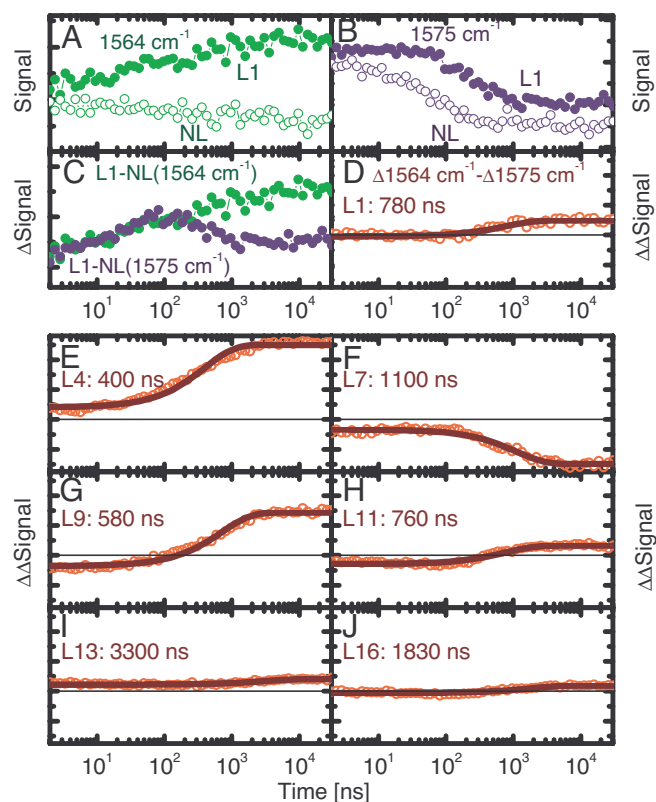 A
1564 cm⁻¹
L1
NL
Signal
B
1575 cm⁻¹
L1
NL
Signal
C
L1-NL(1564 cm⁻¹)
L1-NL(1575 cm⁻¹)
ΔSignal
D
Δ1564 cm⁻¹-Δ1575 cm⁻¹
L1: 780 ns
ΔΔSignal
10¹ 10² 10³ 10⁴ 10¹ 10² 10³ 10⁴
E
L4: 400 ns
F
L7: 1100 ns
G
L9: 580 ns
H
L11: 760 ns
ΔΔSignal
ΔΔSignal
I
L13: 3300 ns
J
L16: 1830 ns
10¹ 10² 10³ 10⁴ 10¹ 10² 10³ 10⁴
Time [ns] Time [ns]